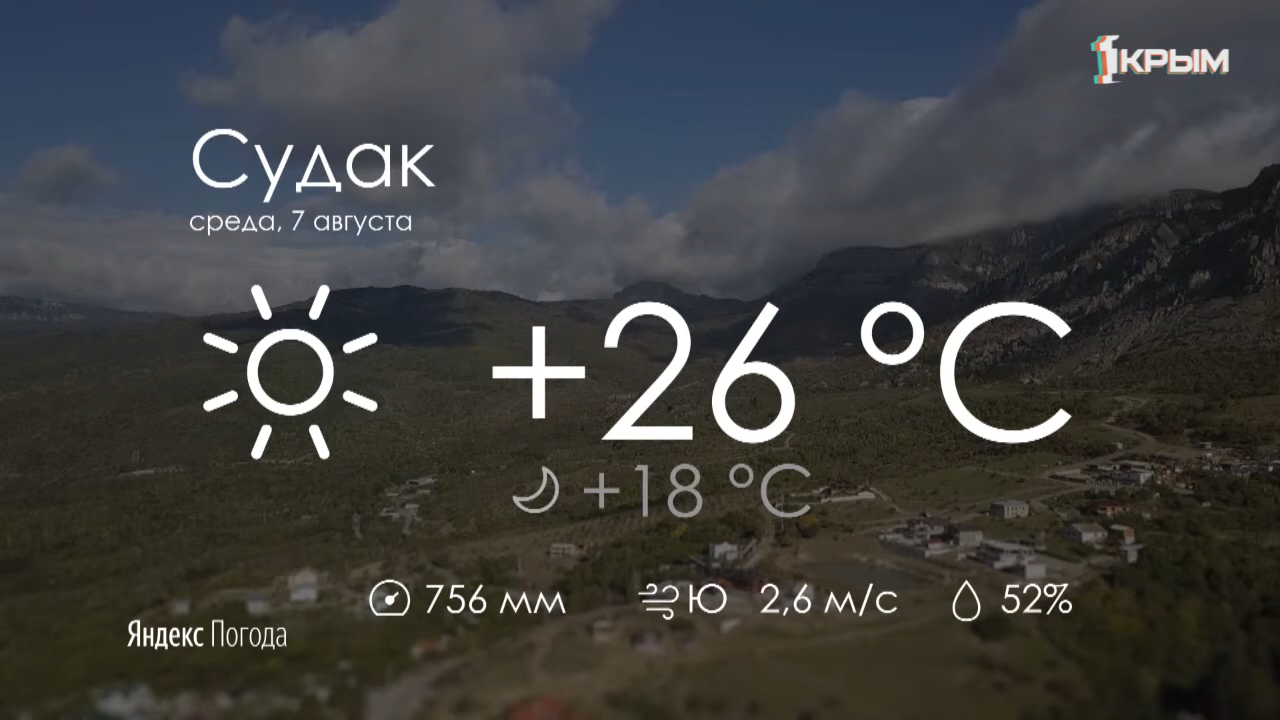 1КРЫМ
Судак
среда, 7 августа
+26 °C
+18 °C
756 мм Ю 2,6 м/с 52%
Яндекс Погода